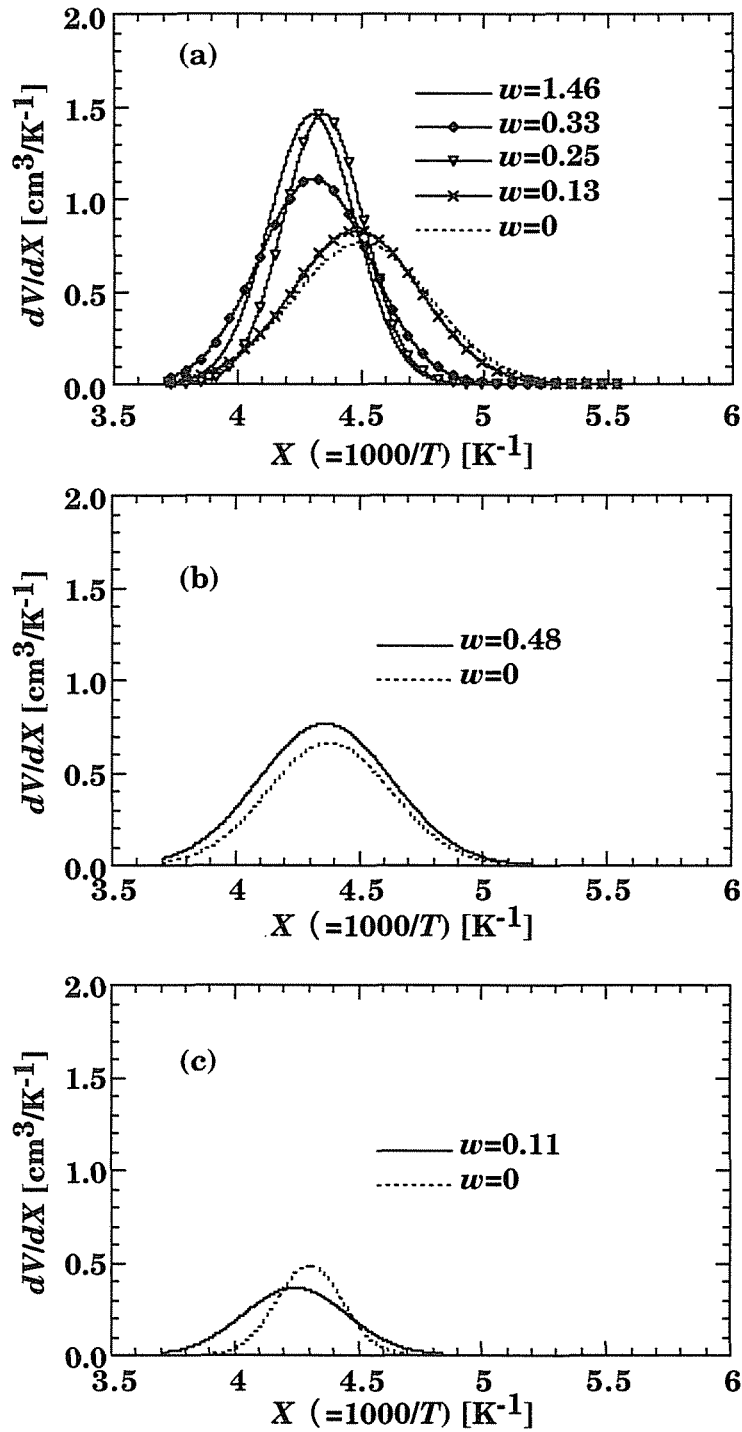 (a)
w=1.46
w=0.33
w=0.25
w=0.13
w=0
2.0
1.5
1.0
0.5
0.0
dV/dX [cm³/K⁻¹]
3.5 4 4.5 5 5.5 6
X (=1000/T) [K⁻¹]
(b)
w=0.48
w=0
2.0
1.5
1.0
0.5
0.0
dV/dX [cm³/K⁻¹]
3.5 4 4.5 5 5.5 6
X (=1000/T) [K⁻¹]
(c)
w=0.11
w=0
2.0
1.5
1.0
0.5
0.0
dV/dX [cm³/K⁻¹]
3.5 4 4.5 5 5.5 6
X (=1000/T) [K⁻¹]